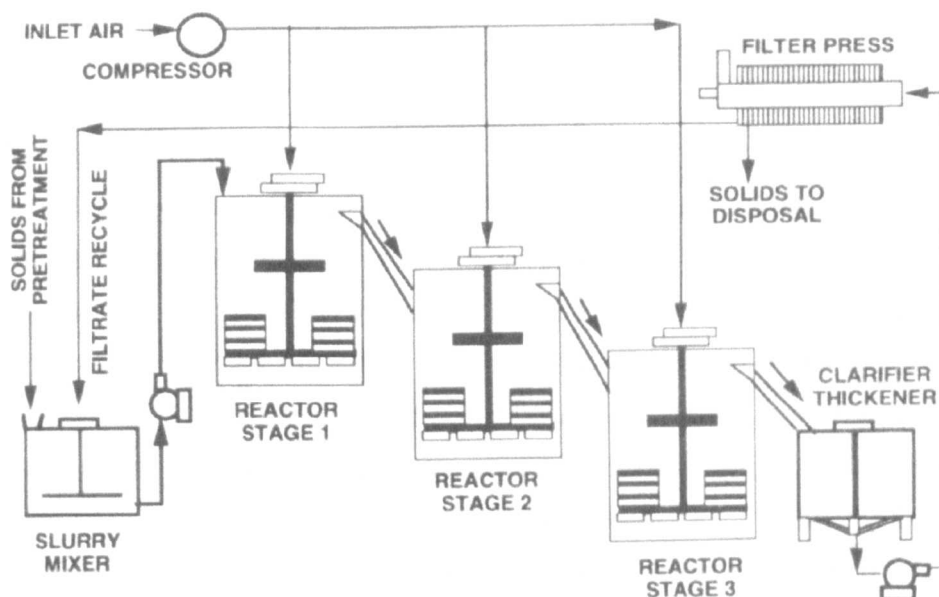 INLET AIR
COMPRESSOR
FILTER PRESS
SOLIDS TO
DISPOSAL
SOLIDS FROM
PRETREATMENT
FILTRATE RECYCLE
REACTOR
STAGE 1
REACTOR
STAGE 2
REACTOR
STAGE 3
CLARIFIER
THICKENER
SLURRY
MIXER